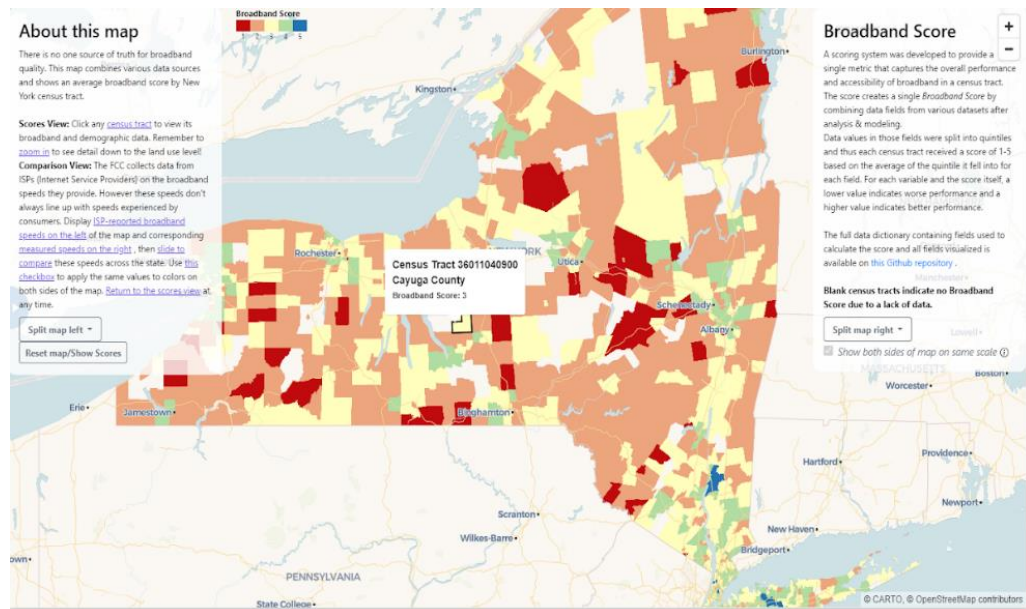 About this map
There is no one source of truth for broadband
quality. This map combines various data sources
and shows an average broadband score by New
York census tract.
Scores View: Click any census tract to view its
broadband and demographic data. Remember to
zoom in to see detail down to the land use level!
Comparison View: The FCC collects data from
ISPs (Internet Service Providers) on the broadband
speeds they provide. However these speeds don't
always line up with speeds experienced by
consumers. Display ISP-reported broadband
speeds on the left of the map and corresponding
measured speeds on the right , then slide to
compare these speeds across the state. Use this
checkbox to apply the same values to colors on
both sides of the map. Return to the scores view at
any time.
Split map left
Reset map/Show Scores
Broadband Score
1 2 3 4 5
Kingston
Burlington
Rochester
NEW YORK
Utica
Census Tract 36011040900
Cayuga County
Broadband Score: 3
Schenectady
Albany
Erie
Jamestown
Binghamton
Scranton
Wilkes-Barre
PENNSYLVANIA
State College
Hartford
Providence
Newport
New Haven
Bridgeport
Worcester
Boston
Manchester
Lowell
MASSACHUSETTS
Broadband Score
A scoring system was developed to provide a
single metric that captures the overall performance
and accessibility of broadband in a census tract.
The score creates a single Broadband Score by
combining data fields from various datasets after
analysis & modeling.
Data values in those fields were split into quintiles
and thus each census tract received a score of 1-5
based on the average of the quintile it fell into for
each field. For each variable and the score itself, a
lower value indicates worse performance and a
higher value indicates better performance.
The full data dictionary containing fields used to
calculate the score and all fields visualized is
available on this Github repository .
Blank census tracts indicate no Broadband
Score due to a lack of data.
Split map right
Show both sides of map on same scale
+
−
© CARTO, © OpenStreetMap contributors